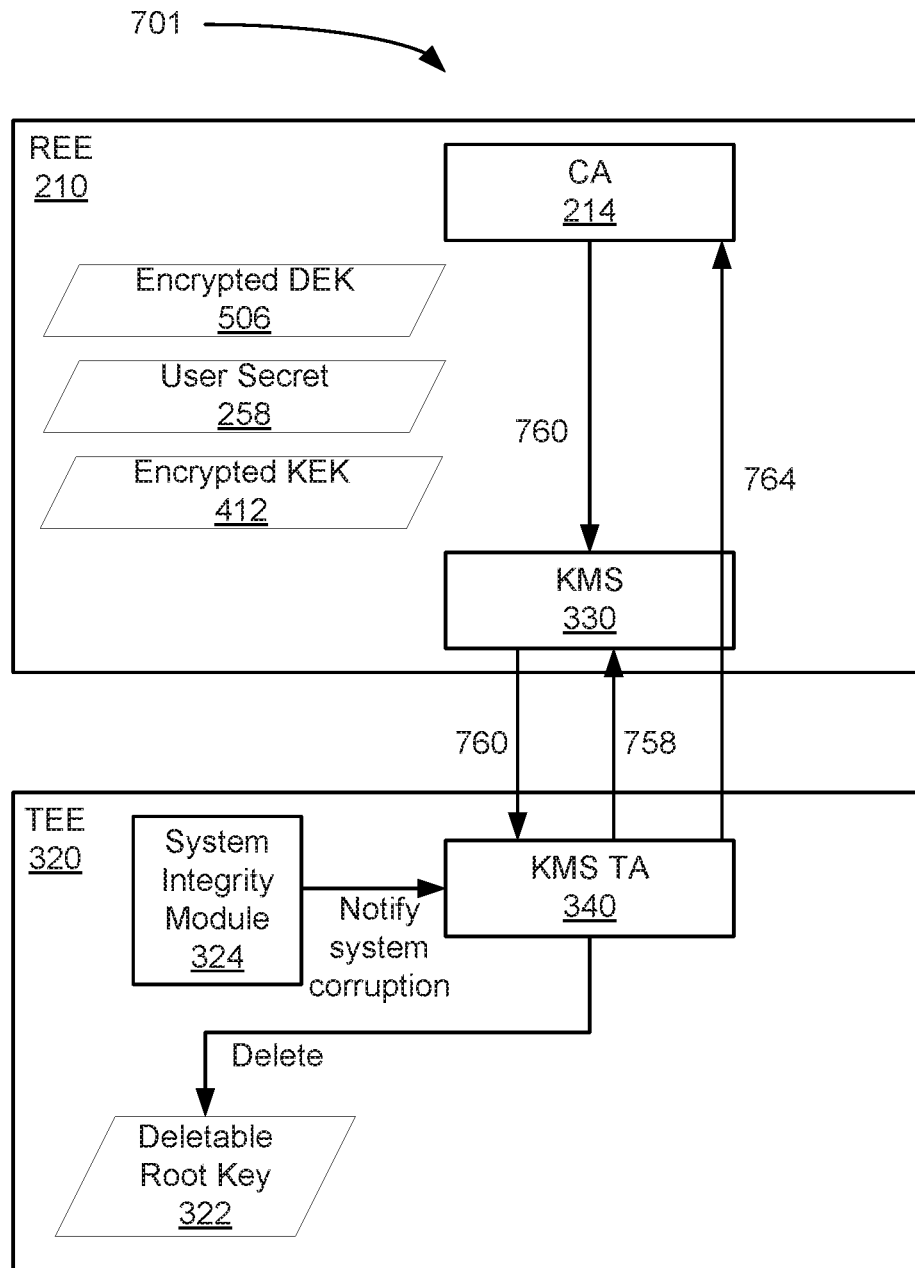 701
REE
210
CA
214
Encrypted DEK
506
User Secret
258
Encrypted KEK
412
760
764
KMS
330
760
758
TEE
320
System
Integrity
Module
324
Notify
system
corruption
KMS TA
340
Delete
Deletable
Root Key
322